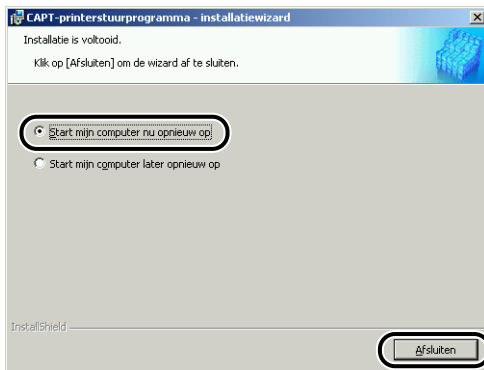 CAPT-printerstuurprogramma - installatiewizard
Installatie is voltooid.
Klik op [Afsluiten] om de wizard af te sluiten.
Start mijn computer nu opnieuw op
Start mijn computer later opnieuw op
InstallShield
Afsluiten